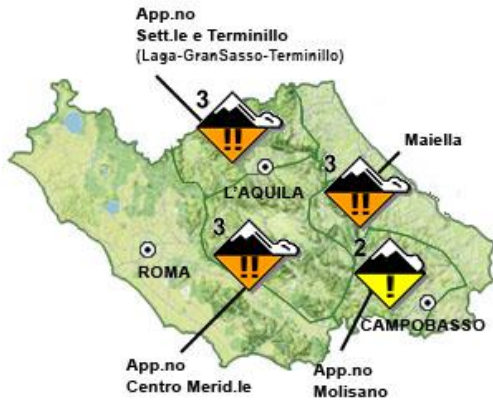 App.no
Sett.le e Terminillo
(Laga-GranSasso-Terminillo)
3
!!
Maiella
3
!!
L'AQUILA
3
!!
ROMA
2
!
CAMPOBASSO
App.no
Centro Merid.le
App.no
Molisano